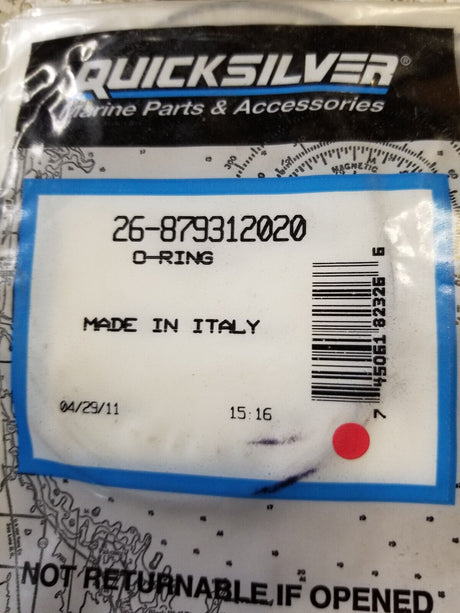 QUICKSILVER®
Marine Parts & Accessories
MAGNETIC
26-879312020
O-RING
MADE IN ITALY
7 45061 82326 6
04/29/11
15:16
NOT RETURNABLE IF OPENED